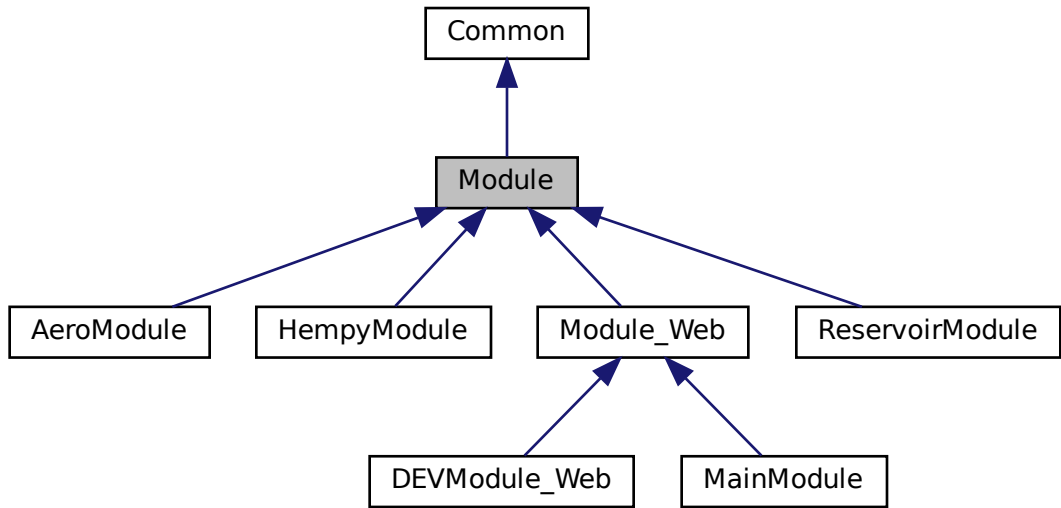 Common
Module
AeroModule
HempyModule
Module_Web
ReservoirModule
DEVModule_Web
MainModule